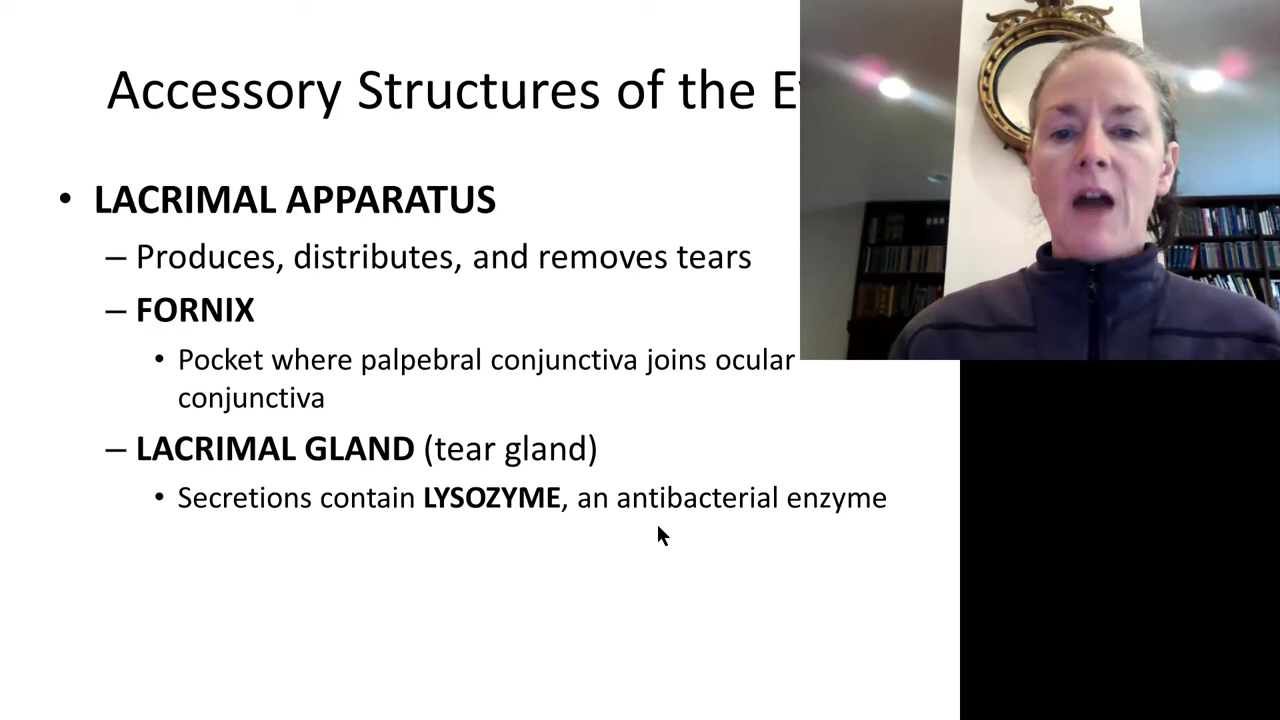 Accessory Structures of the
• LACRIMAL APPARATUS
– Produces, distributes, and removes tears
– FORNIX
• Pocket where palpebral conjunctiva joins ocular
conjunctiva
– LACRIMAL GLAND (tear gland)
• Secretions contain LYSOZYME, an antibacterial enzyme